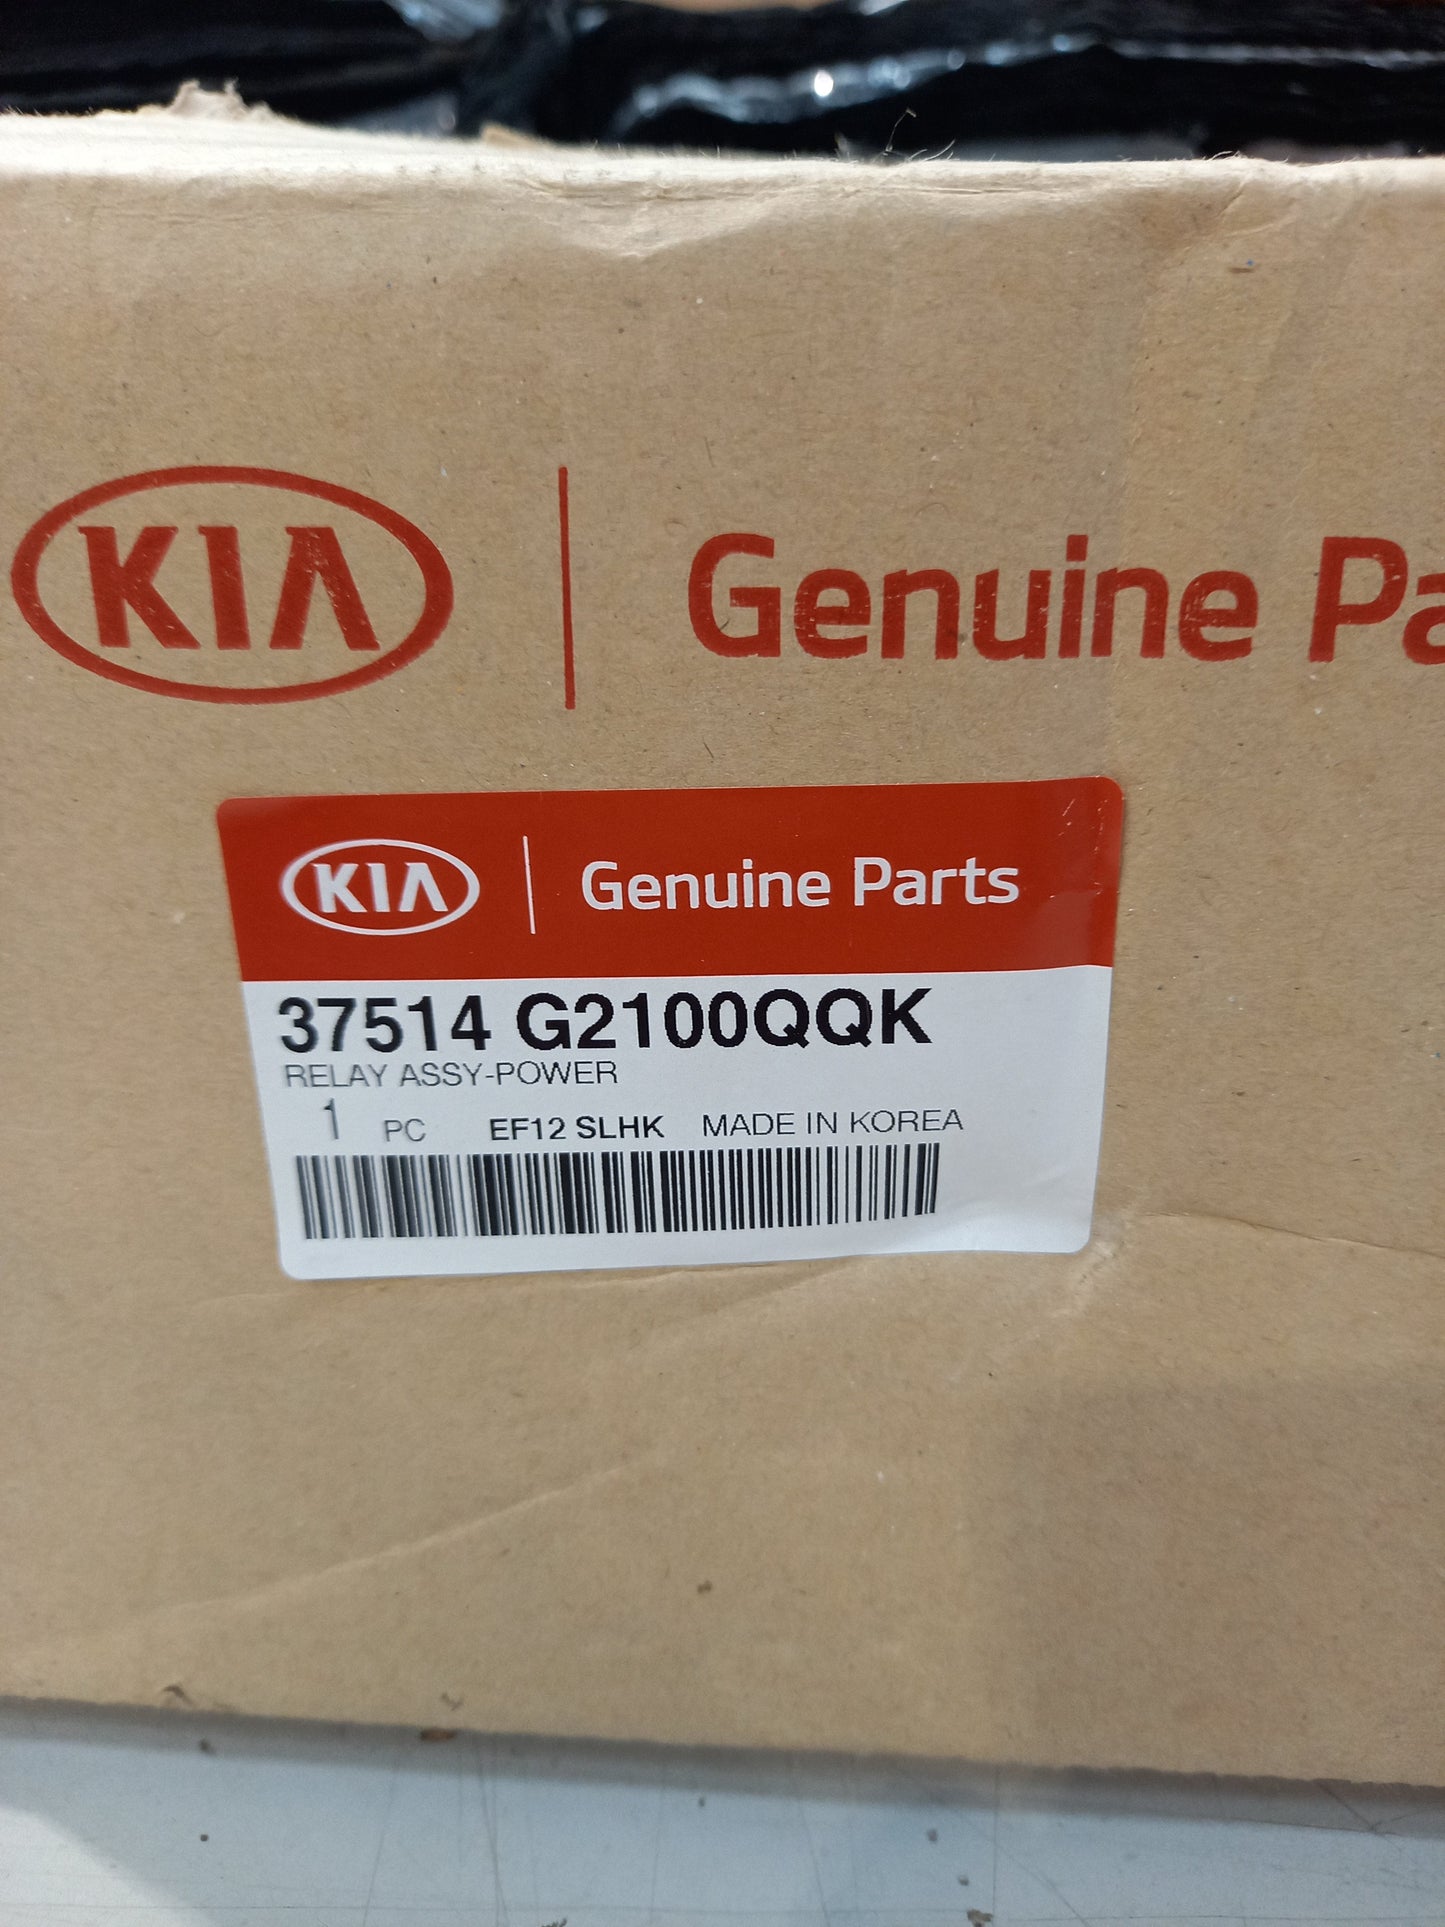 KIA Genuine Pa
KIA Genuine Parts
37514 G2100QQK
RELAY ASSY-POWER
1 PC EF12 SLHK MADE IN KOREA